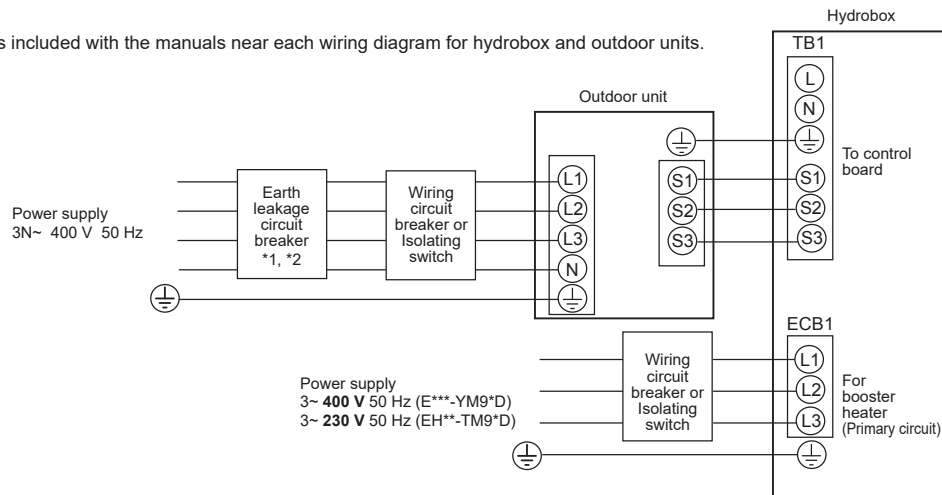 Hydrobox
s included with the manuals near each wiring diagram for hydrobox and outdoor units.
TB1
L
N
To control
board
S1
S2
S3
Outdoor unit
S1
S2
S3
L1
L2
L3
N
Earth
leakage
circuit
breaker
*1, *2
Wiring
circuit
breaker or
Isolating
switch
Power supply
3N~ 400 V 50 Hz
ECB1
L1
L2
L3
For
booster
heater
(Primary circuit)
Wiring
circuit
breaker or
Isolating
switch
Power supply
3~ 400 V 50 Hz (E***-YM9*D)
3~ 230 V 50 Hz (EH**-TM9*D)